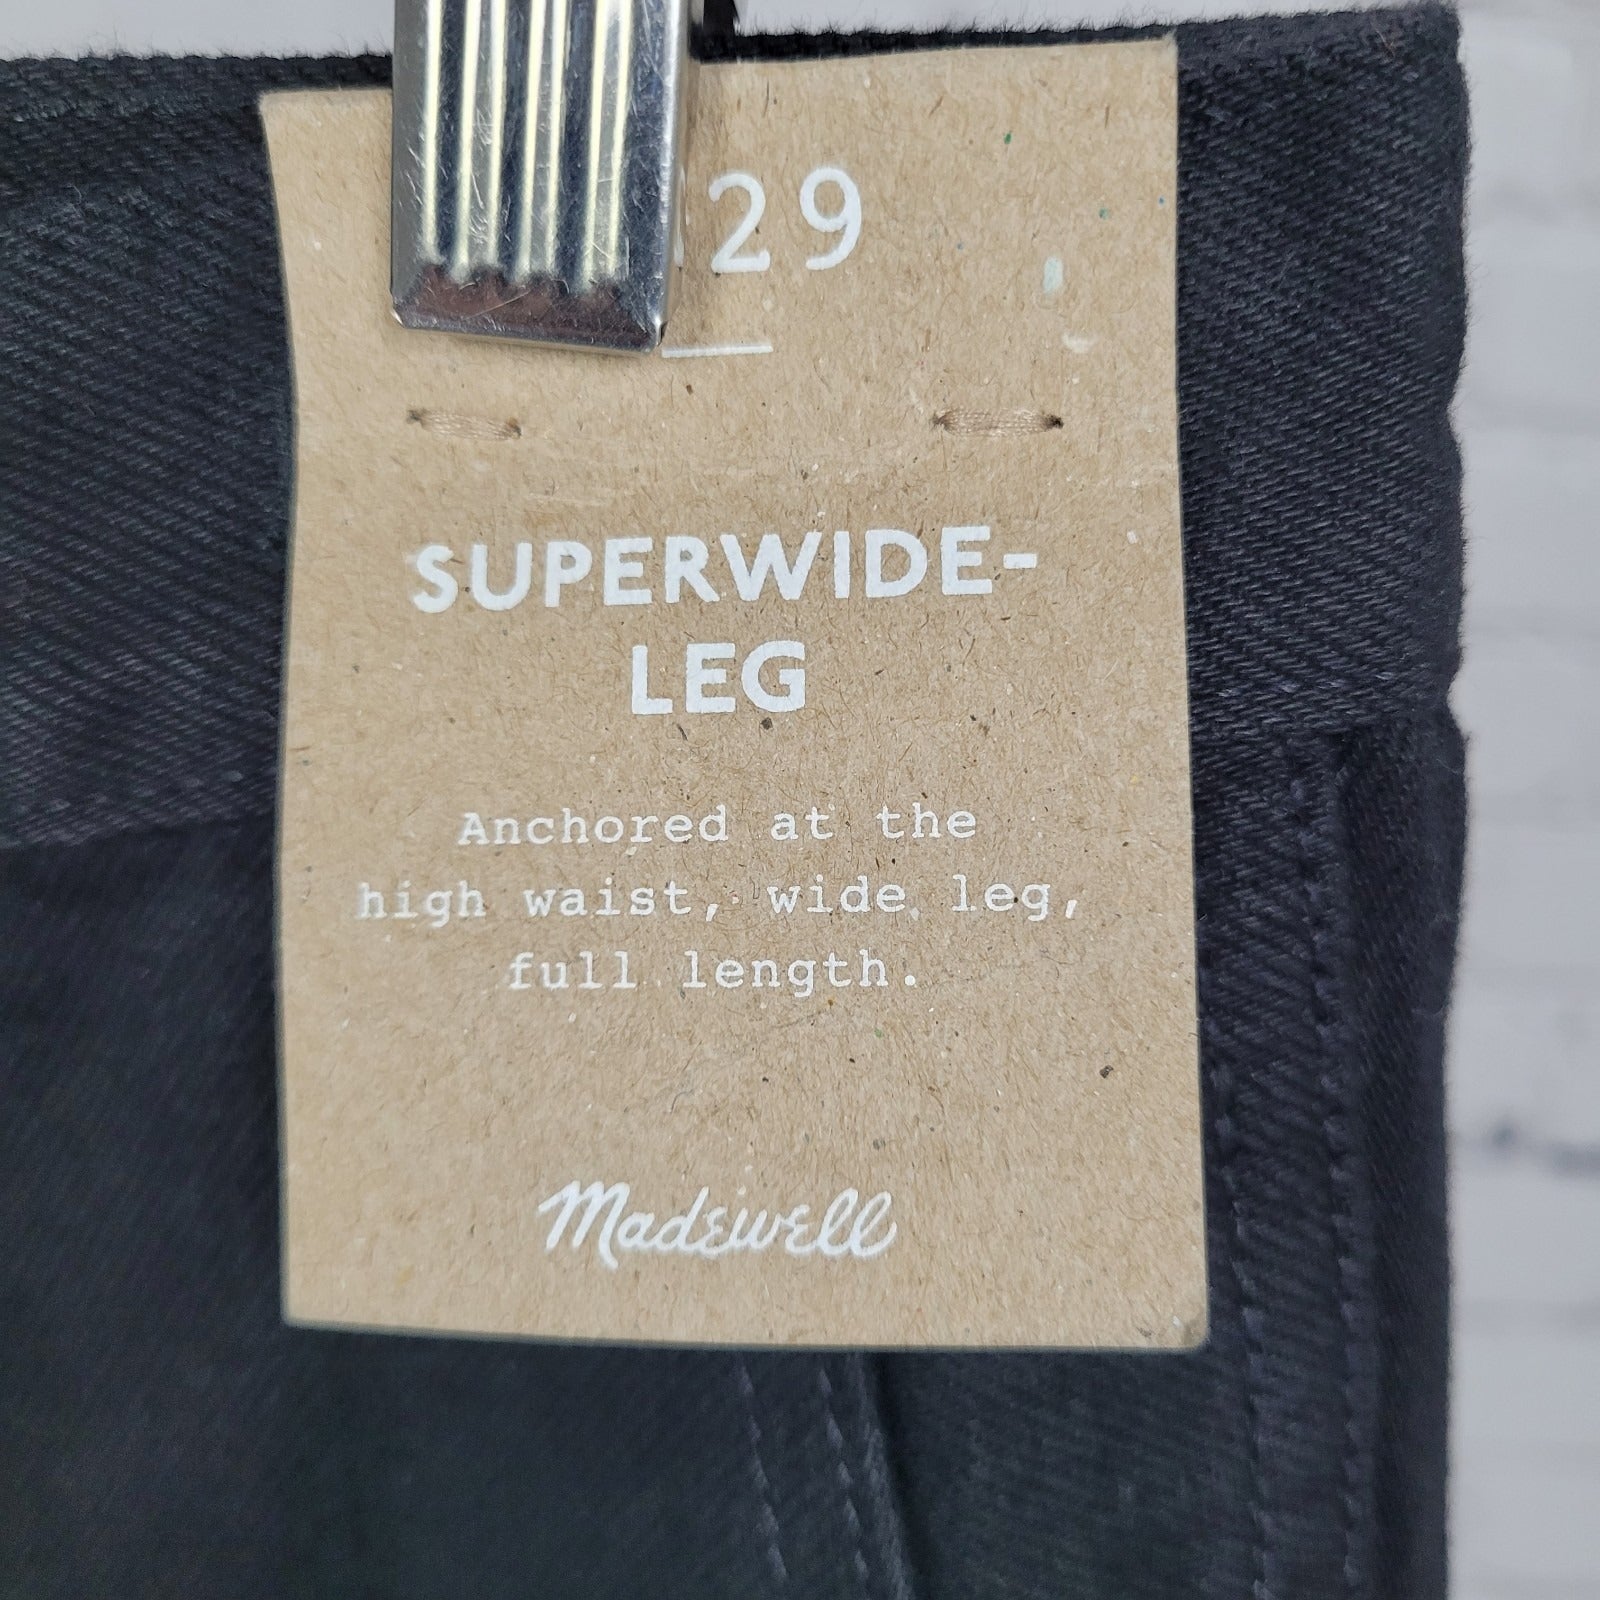 29
SUPERWIDE-
LEG
Anchored at the
high waist, wide leg,
full length.
Madewell